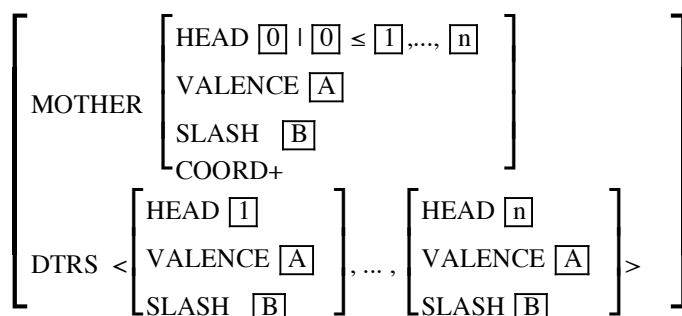 HEAD 0 | 0 ≤ 1,..., n
VALENCE A
MOTHER
SLASH B
COORD+
HEAD 1 HEAD n
DTRS < VALENCE A , ... , VALENCE A >
SLASH B SLASH B